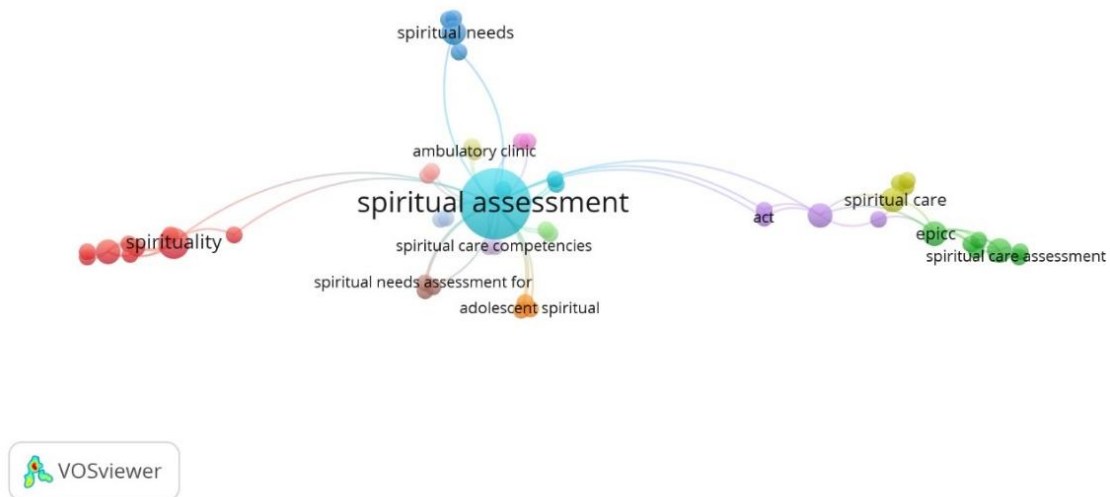 spiritual needs
ambulatory clinic
spiritual assessment
spiritual care
act
epicc
spirituality
spiritual care competencies
spiritual care assessment
spiritual needs assessment for
adolescent spiritual
VOSviewer